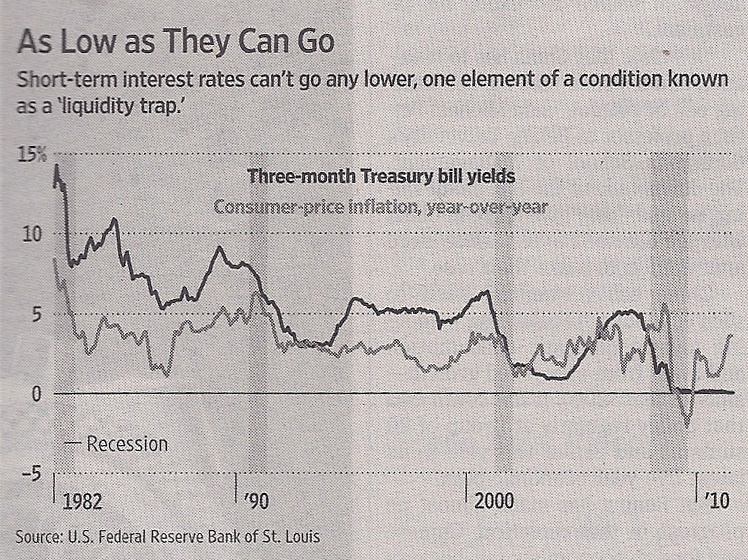 As Low as They Can Go
Short-term interest rates can't go any lower, one element of a condition known
as a 'liquidity trap.'
15%
Three-month Treasury bill yields
Consumer-price inflation, year-over-year
10
5
0
— Recession
–5
1982
'90
2000
'10
Source: U.S. Federal Reserve Bank of St. Louis